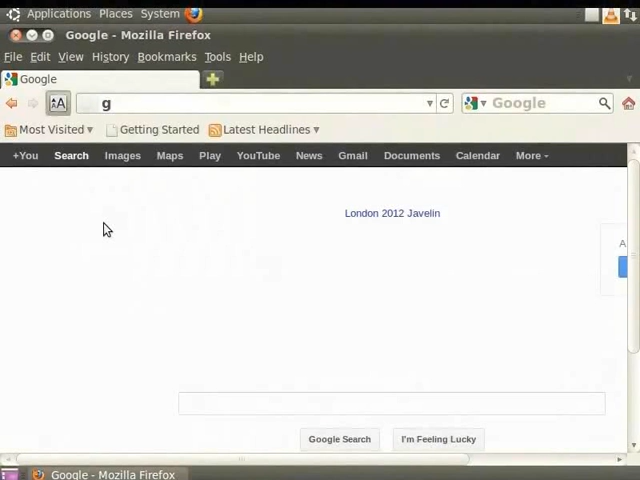 Applications Places System
Google - Mozilla Firefox
File Edit View History Bookmarks Tools Help
Google
g
Google
Most Visited Getting Started Latest Headlines
+You Search Images Maps Play YouTube News Gmail Documents Calendar More
London 2012 Javelin
A
Google Search I'm Feeling Lucky
Google - Mozilla Firefox